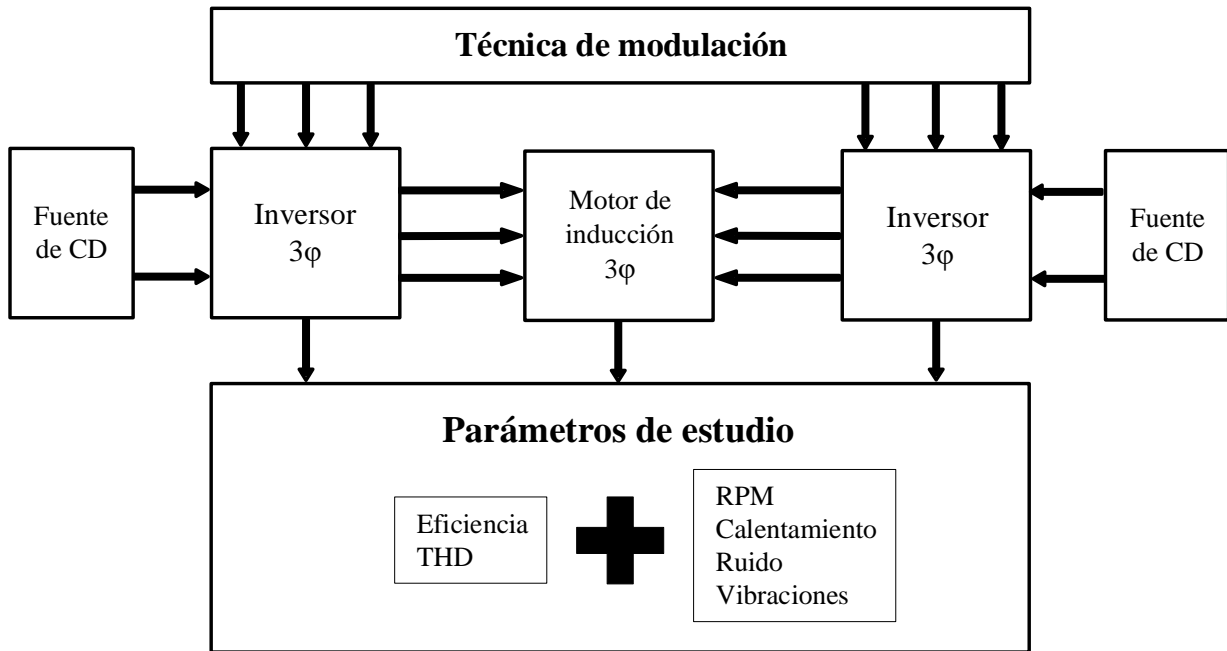 Técnica de modulación
Fuente
de CD
Inversor
3φ
Motor de
inducción
3φ
Inversor
3φ
Fuente
de CD
Parámetros de estudio
Eficiencia
THD
RPM
Calentamiento
Ruido
Vibraciones